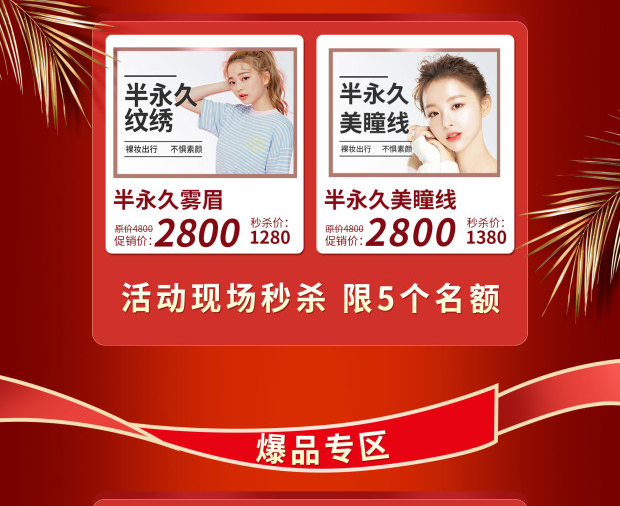 半永久
纹绣
裸妆出行 不惧素颜
半永久雾眉
原价4800
促销价：2800
秒杀价：
1280
半永久
美瞳线
裸妆出行 不惧素颜
半永久美瞳线
原价4800
促销价：2800
秒杀价：
1380
活动现场秒杀 限5个名额
爆品专区